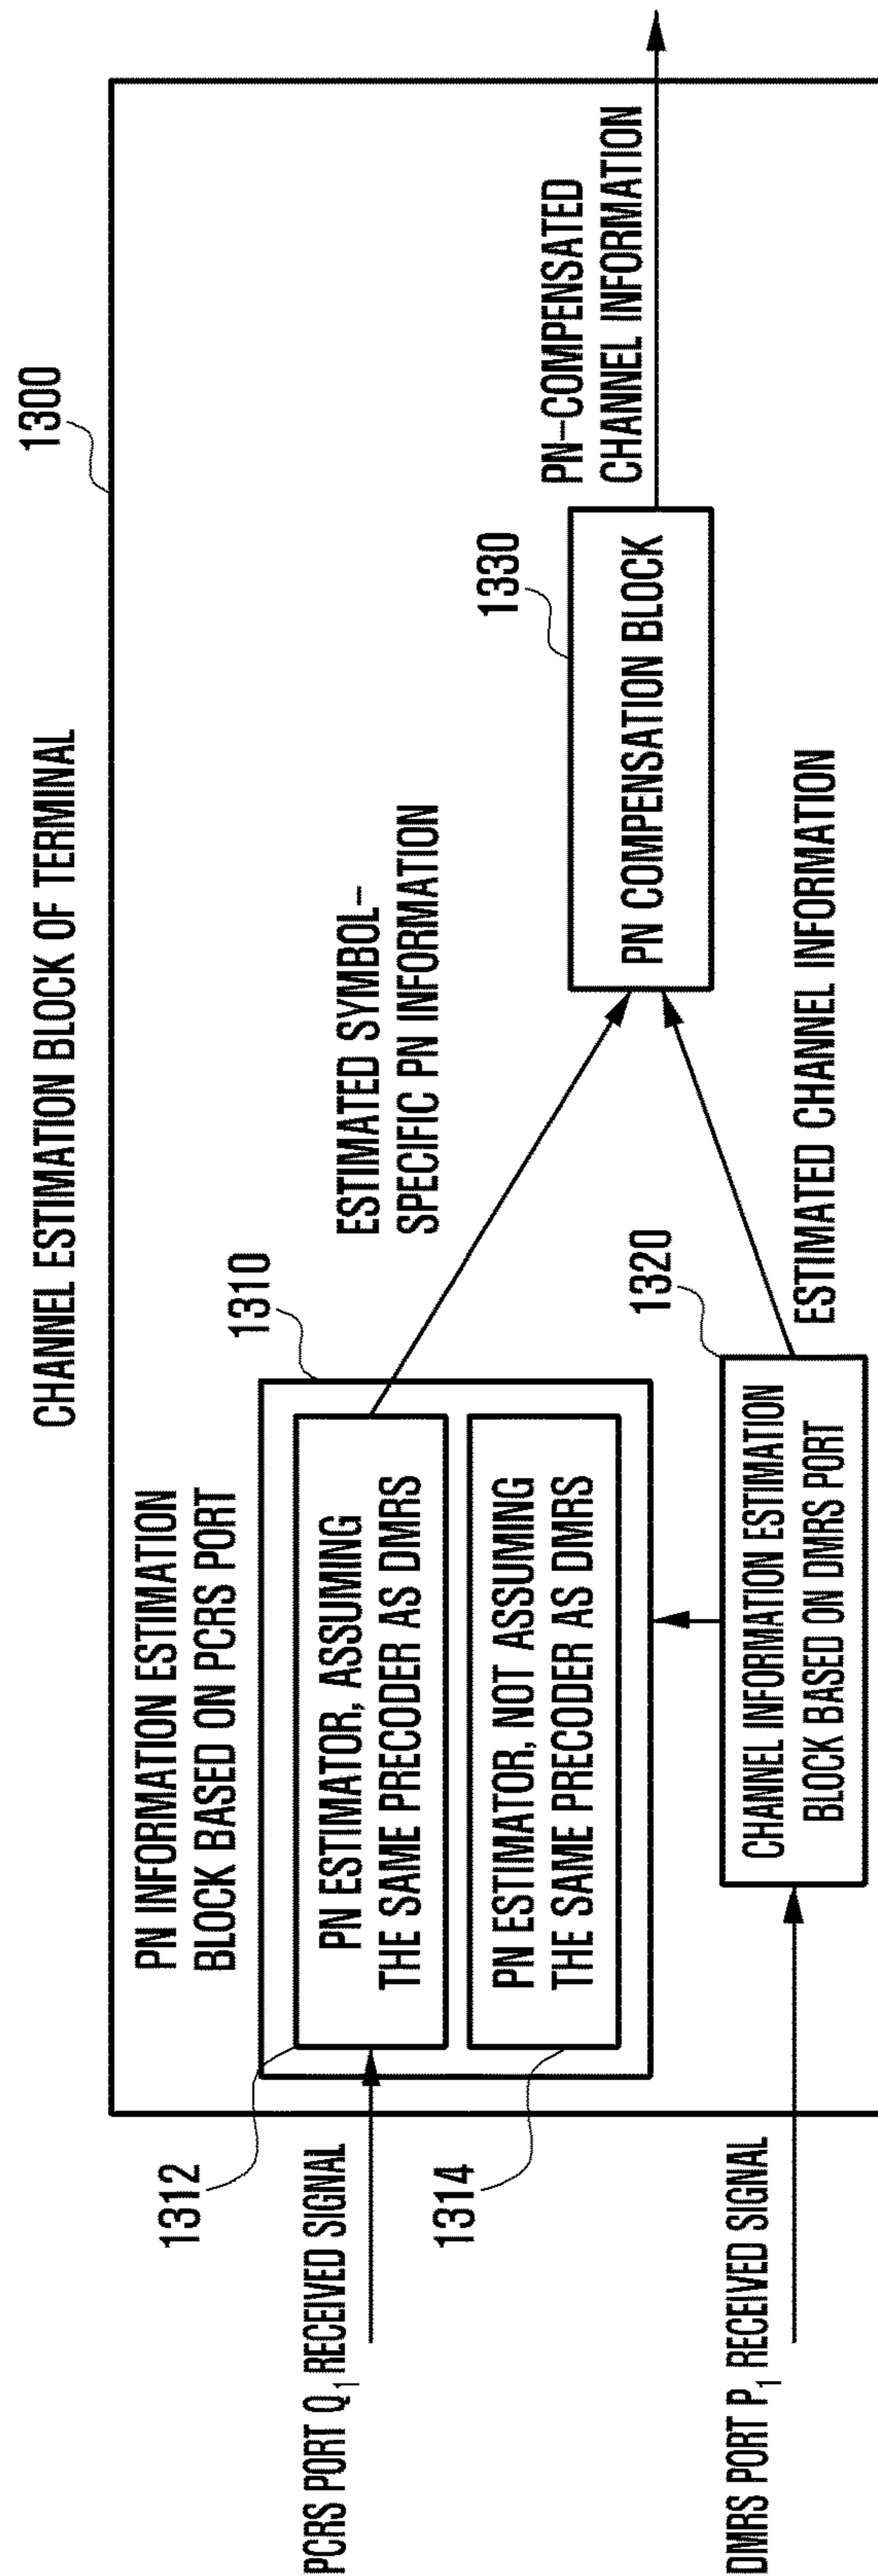 CHANNEL ESTIMATION BLOCK OF TERMINAL
1300
PN INFORMATION ESTIMATION
BLOCK BASED ON PCRS PORT
1310
1312
PCRS PORT Q1 RECEIVED SIGNAL
PN ESTIMATOR, ASSUMING
THE SAME PRECODER AS DMRS
1314
PN ESTIMATOR, NOT ASSUMING
THE SAME PRECODER AS DMRS
ESTIMATED SYMBOL-
SPECIFIC PN INFORMATION
1330
PN COMPENSATION BLOCK
PN-COMPENSATED
CHANNEL INFORMATION
1320
DMRS PORT P1 RECEIVED SIGNAL
CHANNEL INFORMATION ESTIMATION
BLOCK BASED ON DMRS PORT
ESTIMATED CHANNEL INFORMATION